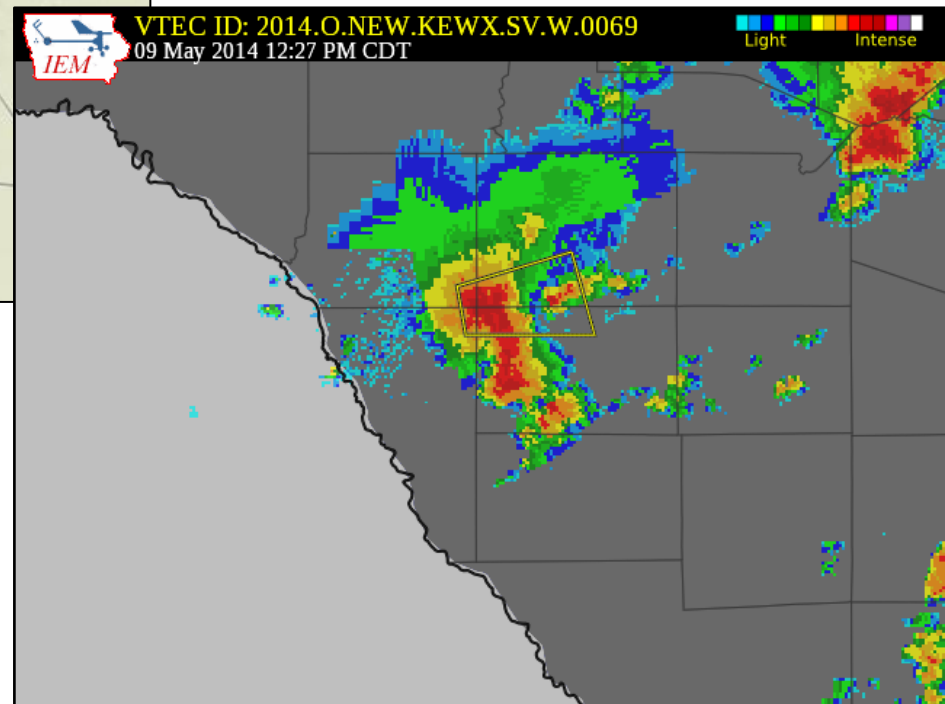 VTEC ID: 2014.O.NEW.KEWX.SV.W.0069
09 May 2014 12:27 PM CDT
IEM
Light Intense